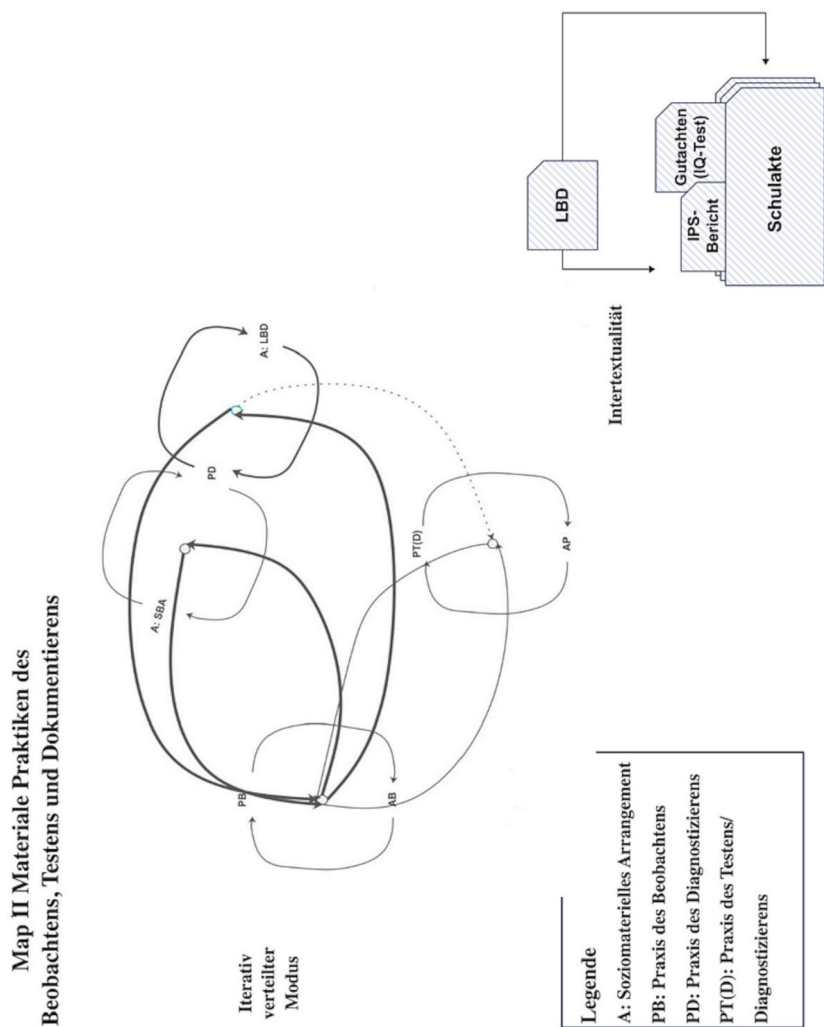 Map II Materiale Praktiken des
Beobachtens, Testens und Dokumentierens
Iterativ
verteilter
Modus
PB
AB
A: SBA
PD
A: LBD
PT(D)
AP
Intertextualität
LBD
IPS-
Bericht
Gutachten
(IQ-Test)
Schulakte
Legende
A: Soziomaterielles Arrangement
PB: Praxis des Beobachtens
PD: Praxis des Diagnostizierens
PT(D): Praxis des Testens/
Diagnostizierens